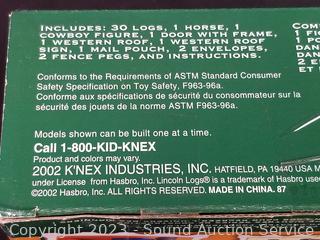 INCLUDES: 30 LOGS, 1 HORSE, 1
COWBOY FIGURE, 1 DOOR WITH FRAME,
1 WESTERN ROOF, 1 WESTERN ROOF
SIGN, 1 MAIL POUCH, 2 ENVELOPES,
2 FENCE PEGS, AND INSTRUCTIONS.
Conforms to the Requirements of ASTM Standard Consumer
Safety Specification on Toy Safety, F963-96a.
Conforme aux spécifications de sécurité du consommateur sur la
sécurité des jouets de la norme ASTM F963-96a.
Models shown can be built one at a time.
Call 1-800-KID-KNEX
Product and colors may vary.
2002 K'NEX INDUSTRIES, INC. HATFIELD, PA 19440 USA
under License from Hasbro, Inc. Lincoln Logs® is a trademark of Hasbro used
©2002 Hasbro, Inc. ALL RIGHTS RESERVED. MADE IN CHINA. 87
Copyright 2023 - Sound Auction Service